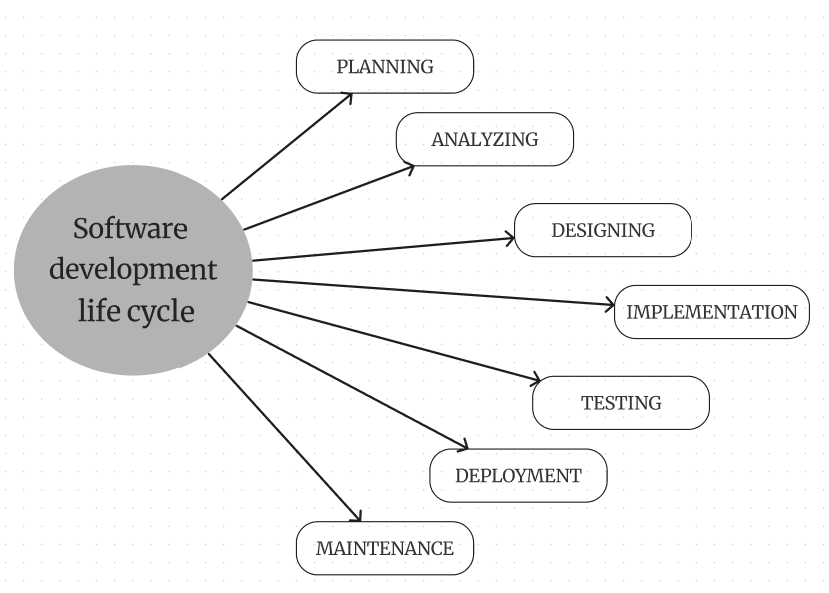 Software
development
life cycle
PLANNING
ANALYZING
DESIGNING
IMPLEMENTATION
TESTING
DEPLOYMENT
MAINTENANCE